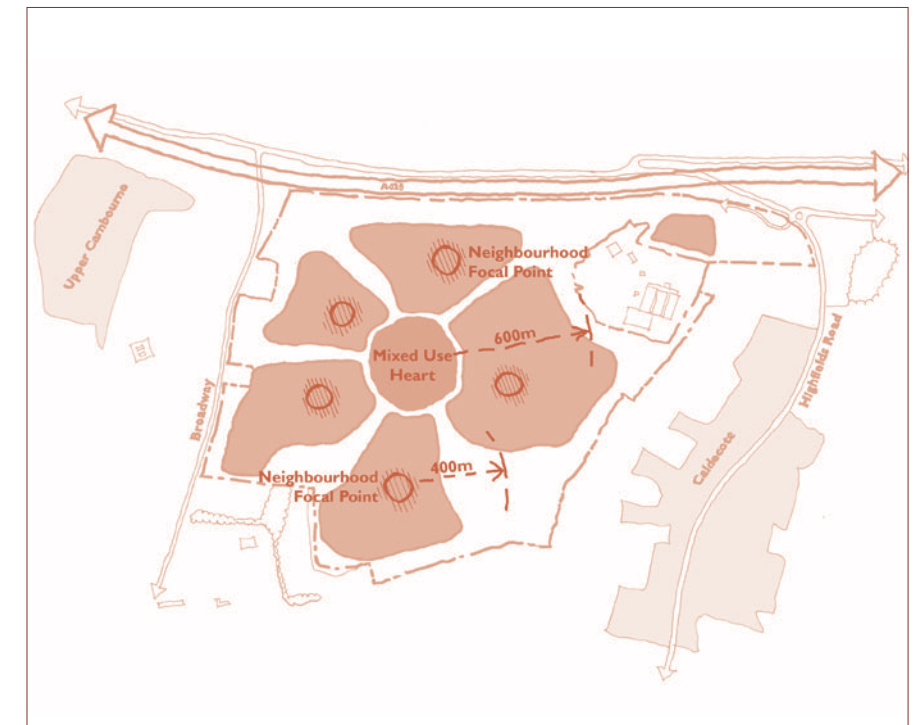 A428
Upper Cambourne
Neighbourhood
Focal Point
600m
Mixed Use
Heart
Highfields Road
Broadway
Caldecote
400m
Neighbourhood
Focal Point